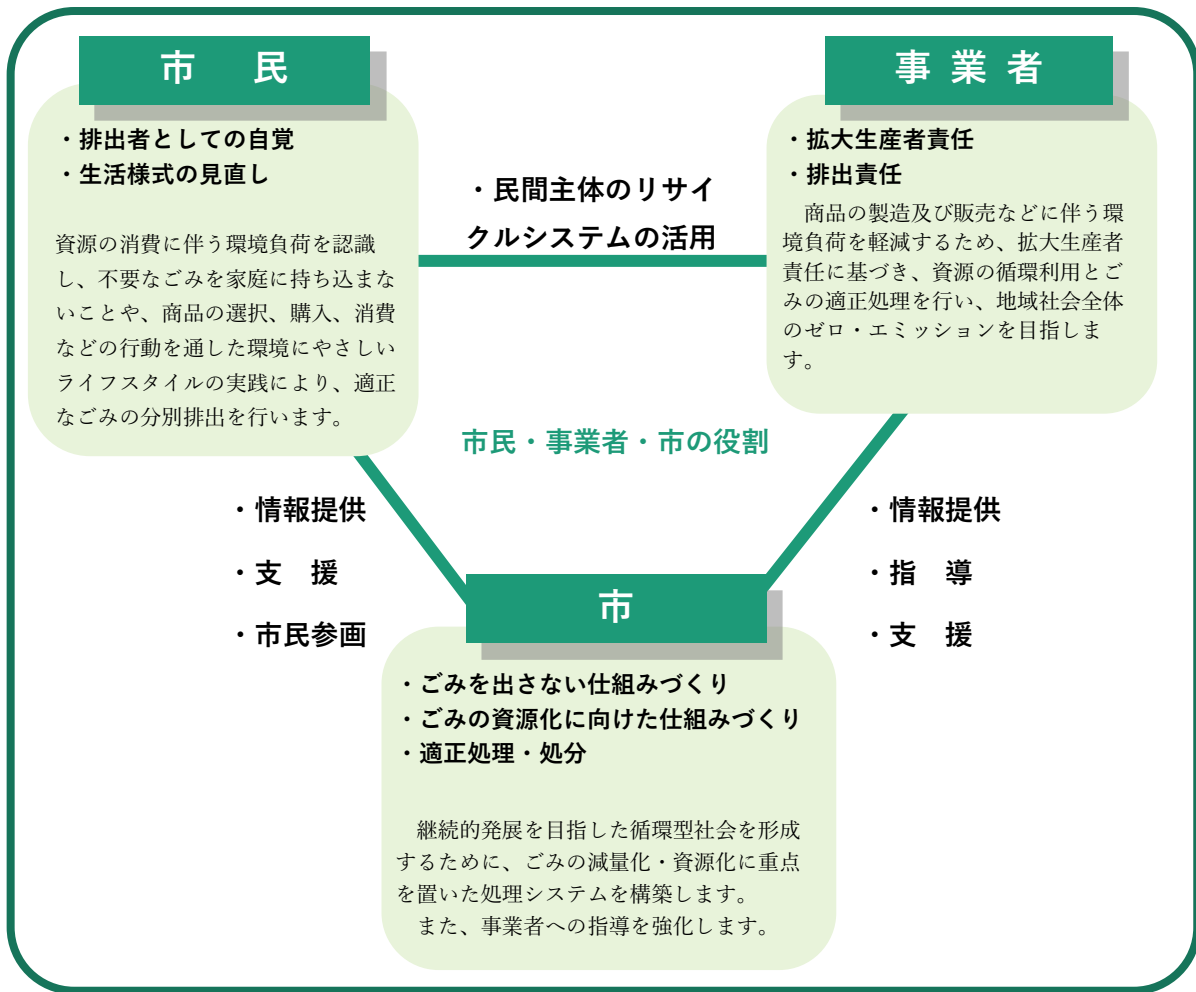 市　民
・排出者としての自覚
・生活様式の見直し
資源の消費に伴う環境負荷を認識
し、不要なごみを家庭に持ち込まな
いことや、商品の選択、購入、消費
などの行動を通した環境にやさしい
ライフスタイルの実践により、適正
なごみの分別排出を行います。
・民間主体のリサイ
クルシステムの活用
事 業 者
・拡大生産者責任
・排出責任
　商品の製造及び販売などに伴う環
境負荷を軽減するため、拡大生産者
責任に基づき、資源の循環利用とご
みの適正処理を行い、地域社会全体
のゼロ・エミッションを目指しま
す。
市民・事業者・市の役割
・情報提供
・支　援
・市民参画
・情報提供
・指　導
・支　援
市
・ごみを出さない仕組みづくり
・ごみの資源化に向けた仕組みづくり
・適正処理・処分
　継続的発展を目指した循環型社会を形成
するために、ごみの減量化・資源化に重点
を置いた処理システムを構築します。
　また、事業者への指導を強化します。